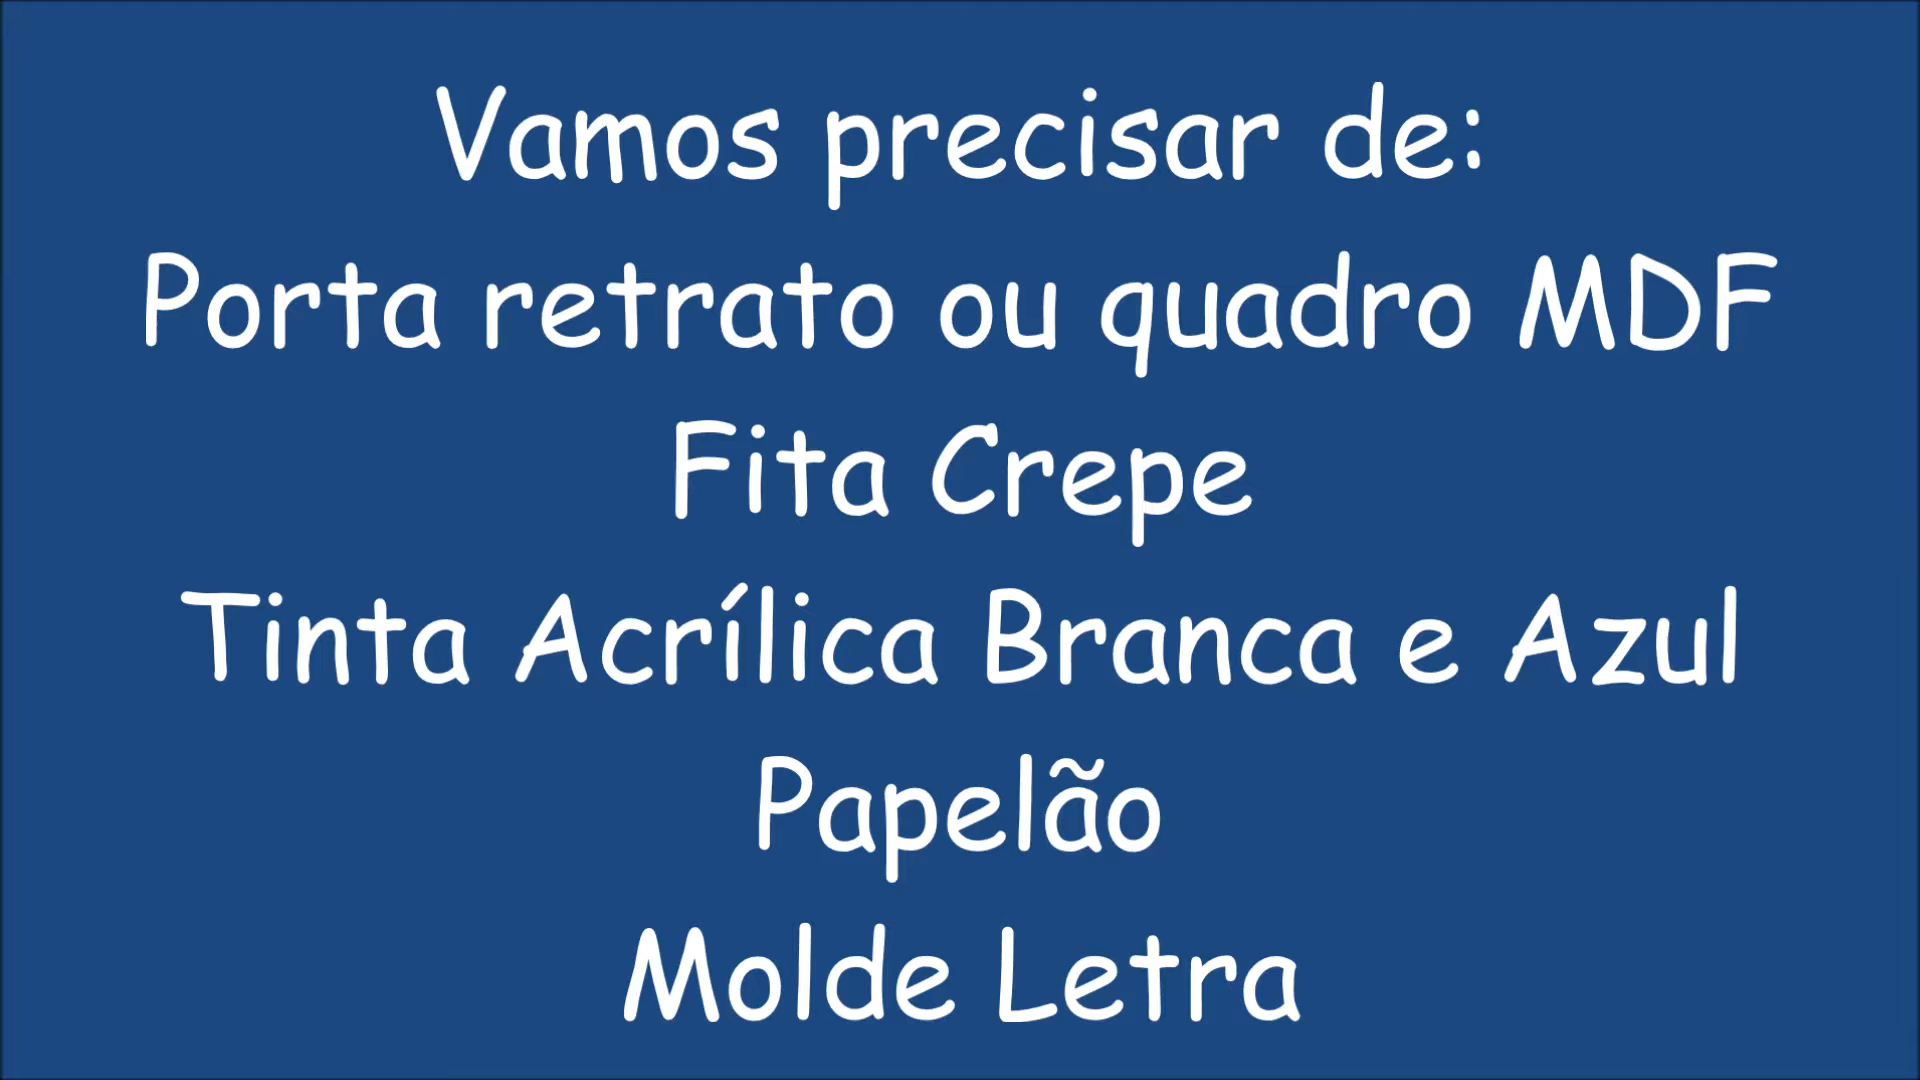 Vamos precisar de:
Porta retrato ou quadro MDF
Fita Crepe
Tinta Acrílica Branca e Azul
Papelão
Molde Letra